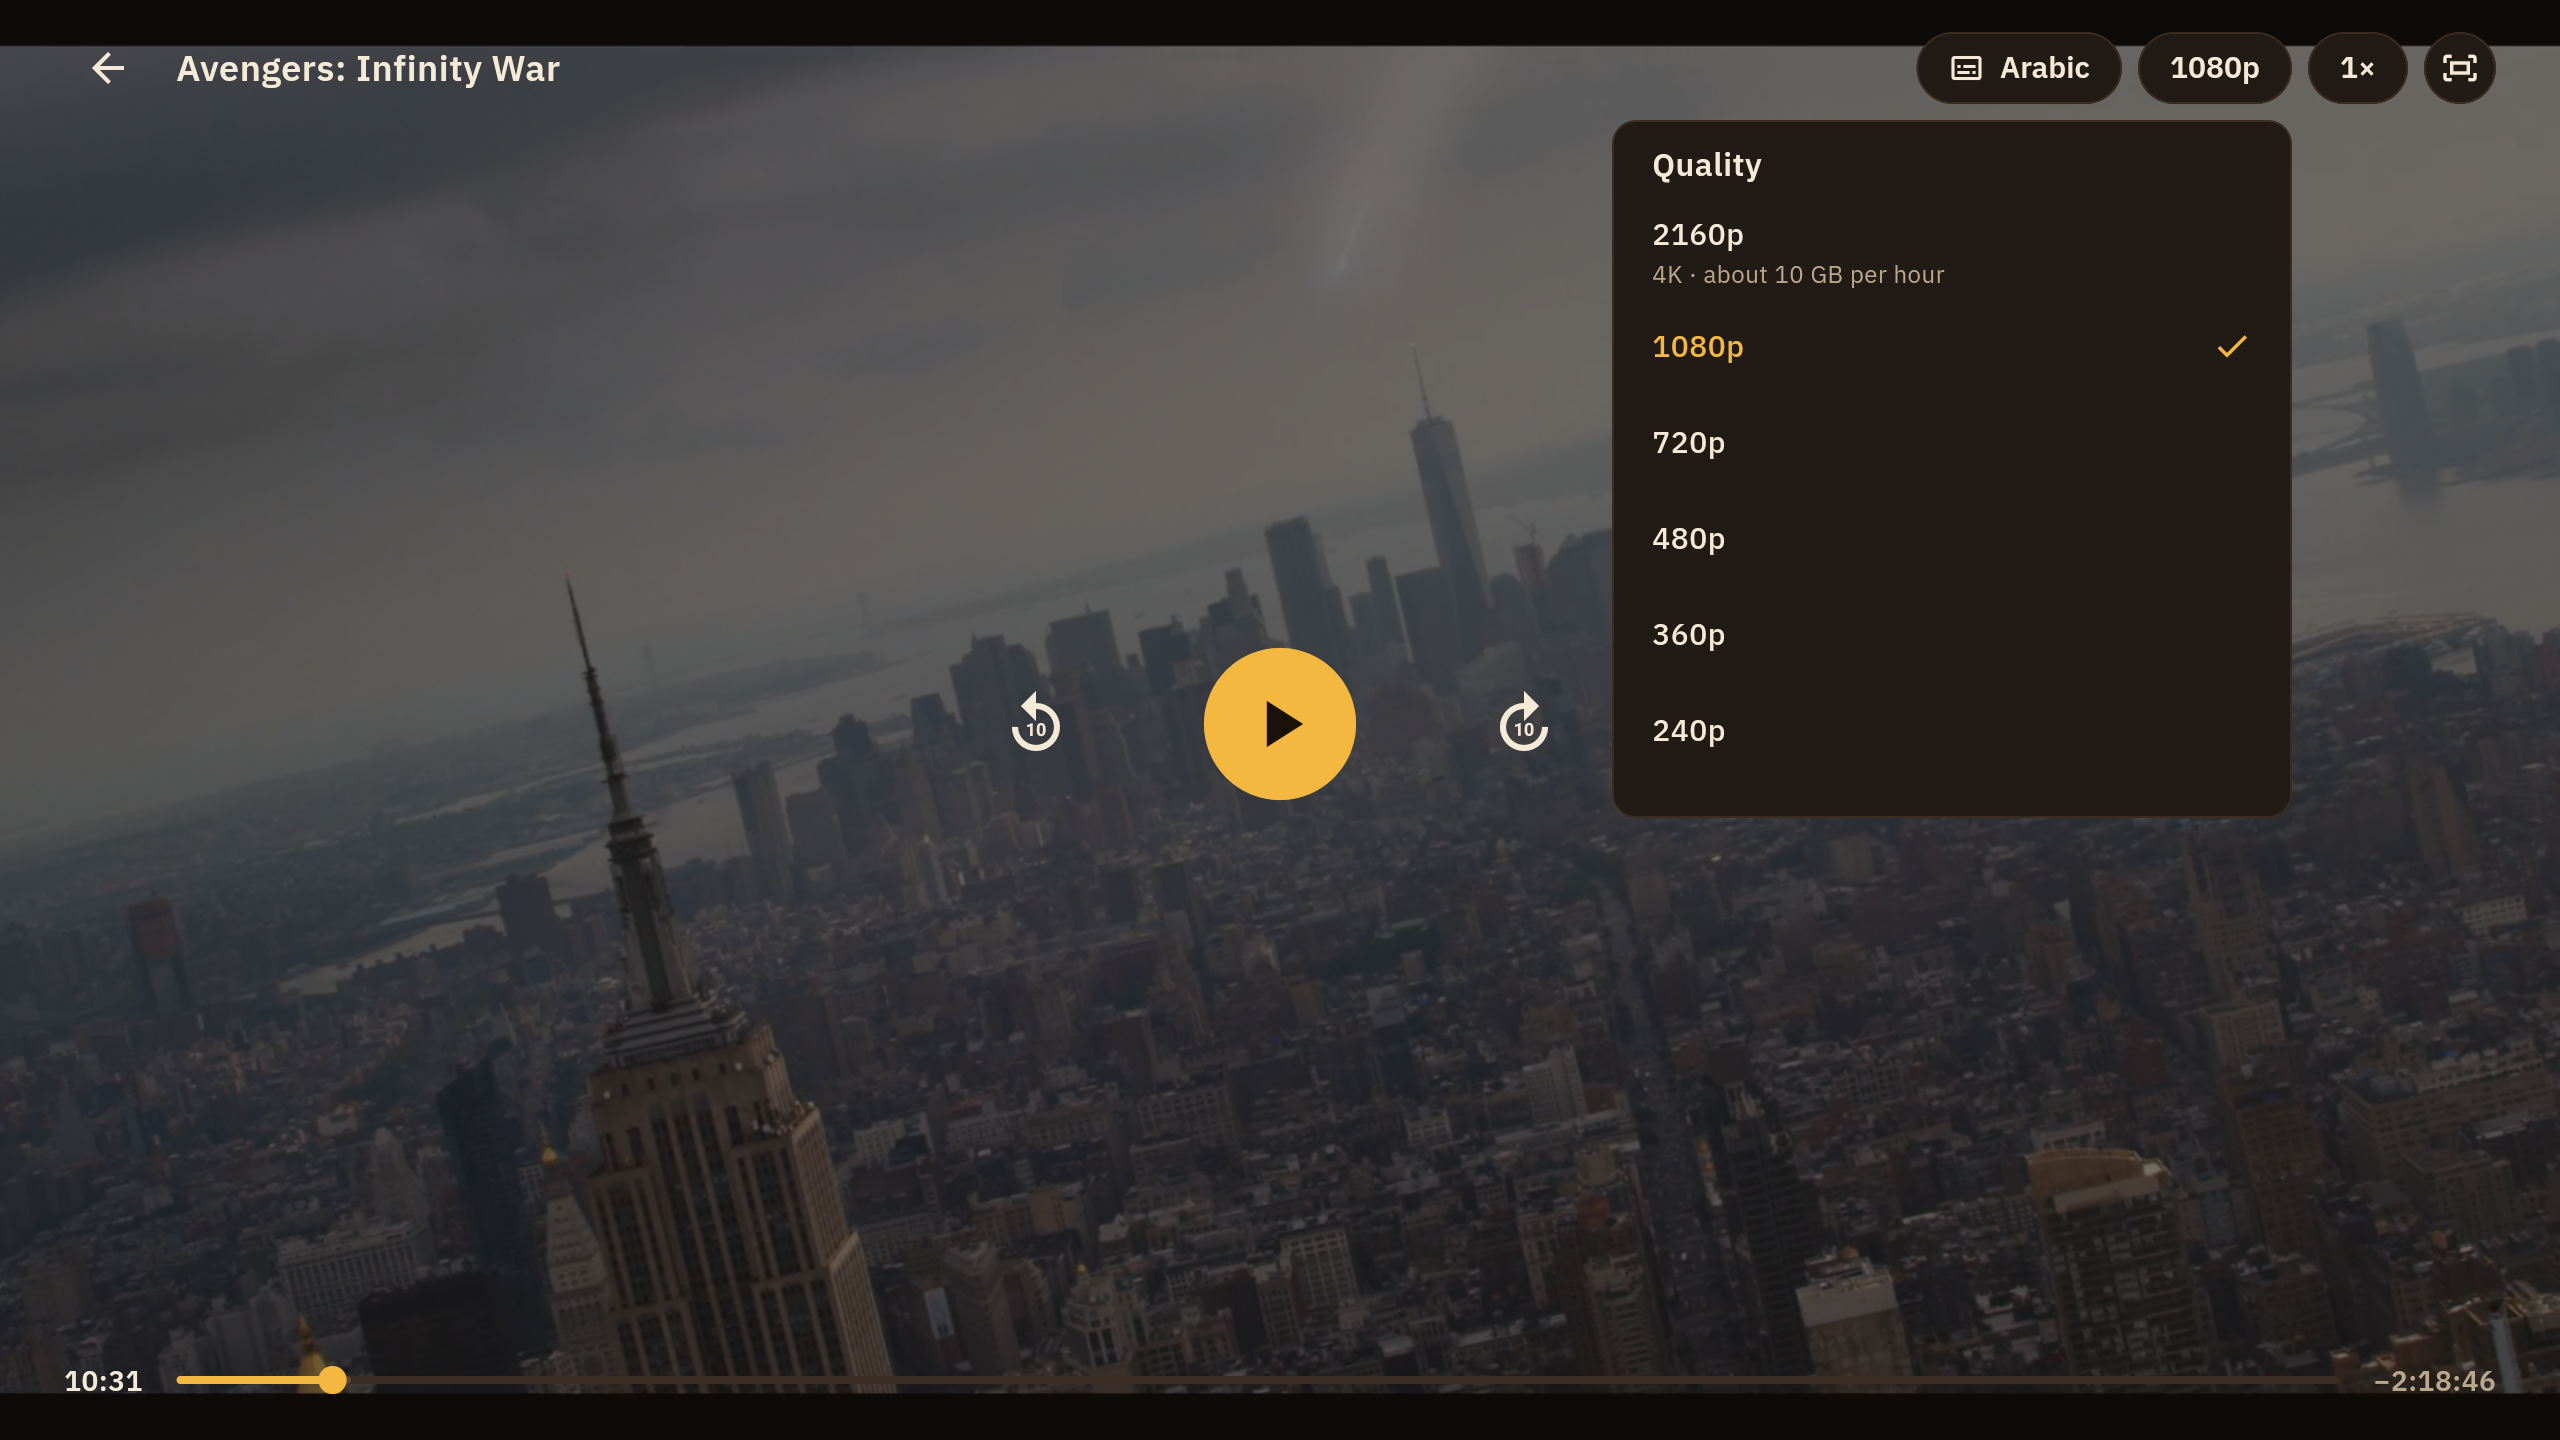 Avengers: Infinity War
Arabic
1080p
1×
Quality
2160p
4K · about 10 GB per hour
1080p
720p
480p
360p
240p
10
10
10:31
−2:18:46